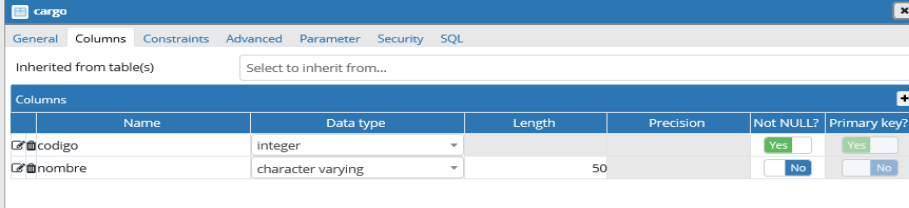 cargo
General Columns Constraints Advanced Parameter Security SQL
Inherited from table(s) Select to inherit from...
Columns
Name Data type Length Precision Not NULL? Primary key?
codigo integer Yes Yes
nombre character varying 50 No No